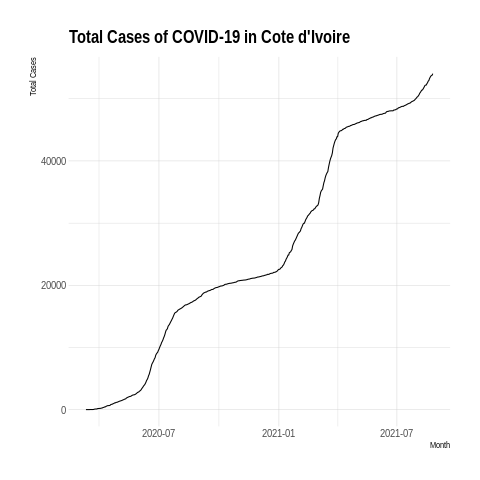 Total Cases of COVID-19 in Cote d'Ivoire
Total Cases
40000
20000
0
2020-07
2021-01
2021-07
Month